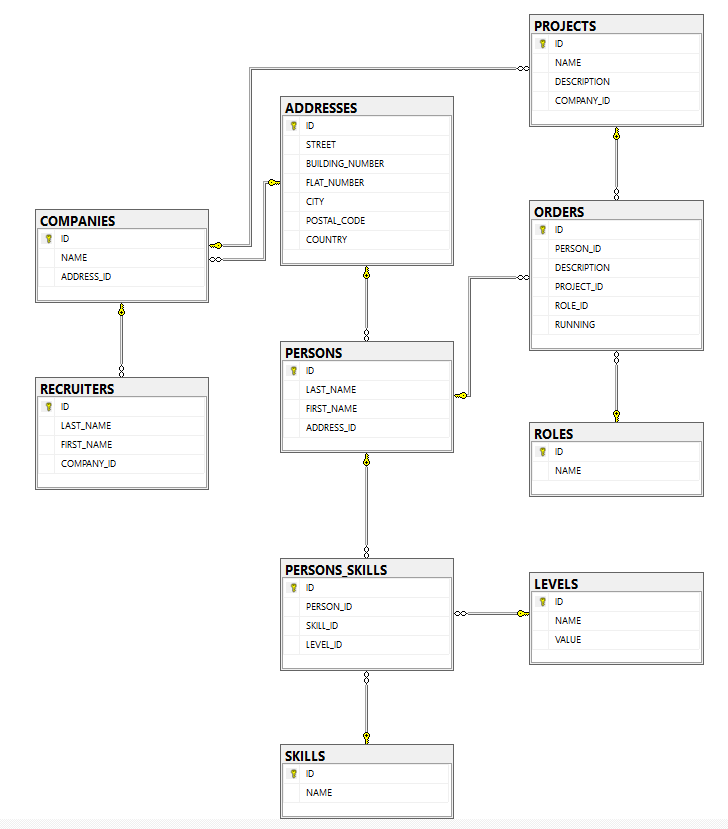 PROJECTS
ID
NAME
DESCRIPTION
COMPANY_ID
ADDRESSES
ID
STREET
BUILDING_NUMBER
FLAT_NUMBER
CITY
POSTAL_CODE
COUNTRY
COMPANIES
ID
NAME
ADDRESS_ID
ORDERS
ID
PERSON_ID
DESCRIPTION
PROJECT_ID
ROLE_ID
RUNNING
PERSONS
ID
LAST_NAME
FIRST_NAME
ADDRESS_ID
RECRUITERS
ID
LAST_NAME
FIRST_NAME
COMPANY_ID
ROLES
ID
NAME
PERSONS_SKILLS
ID
PERSON_ID
SKILL_ID
LEVEL_ID
LEVELS
ID
NAME
VALUE
SKILLS
ID
NAME